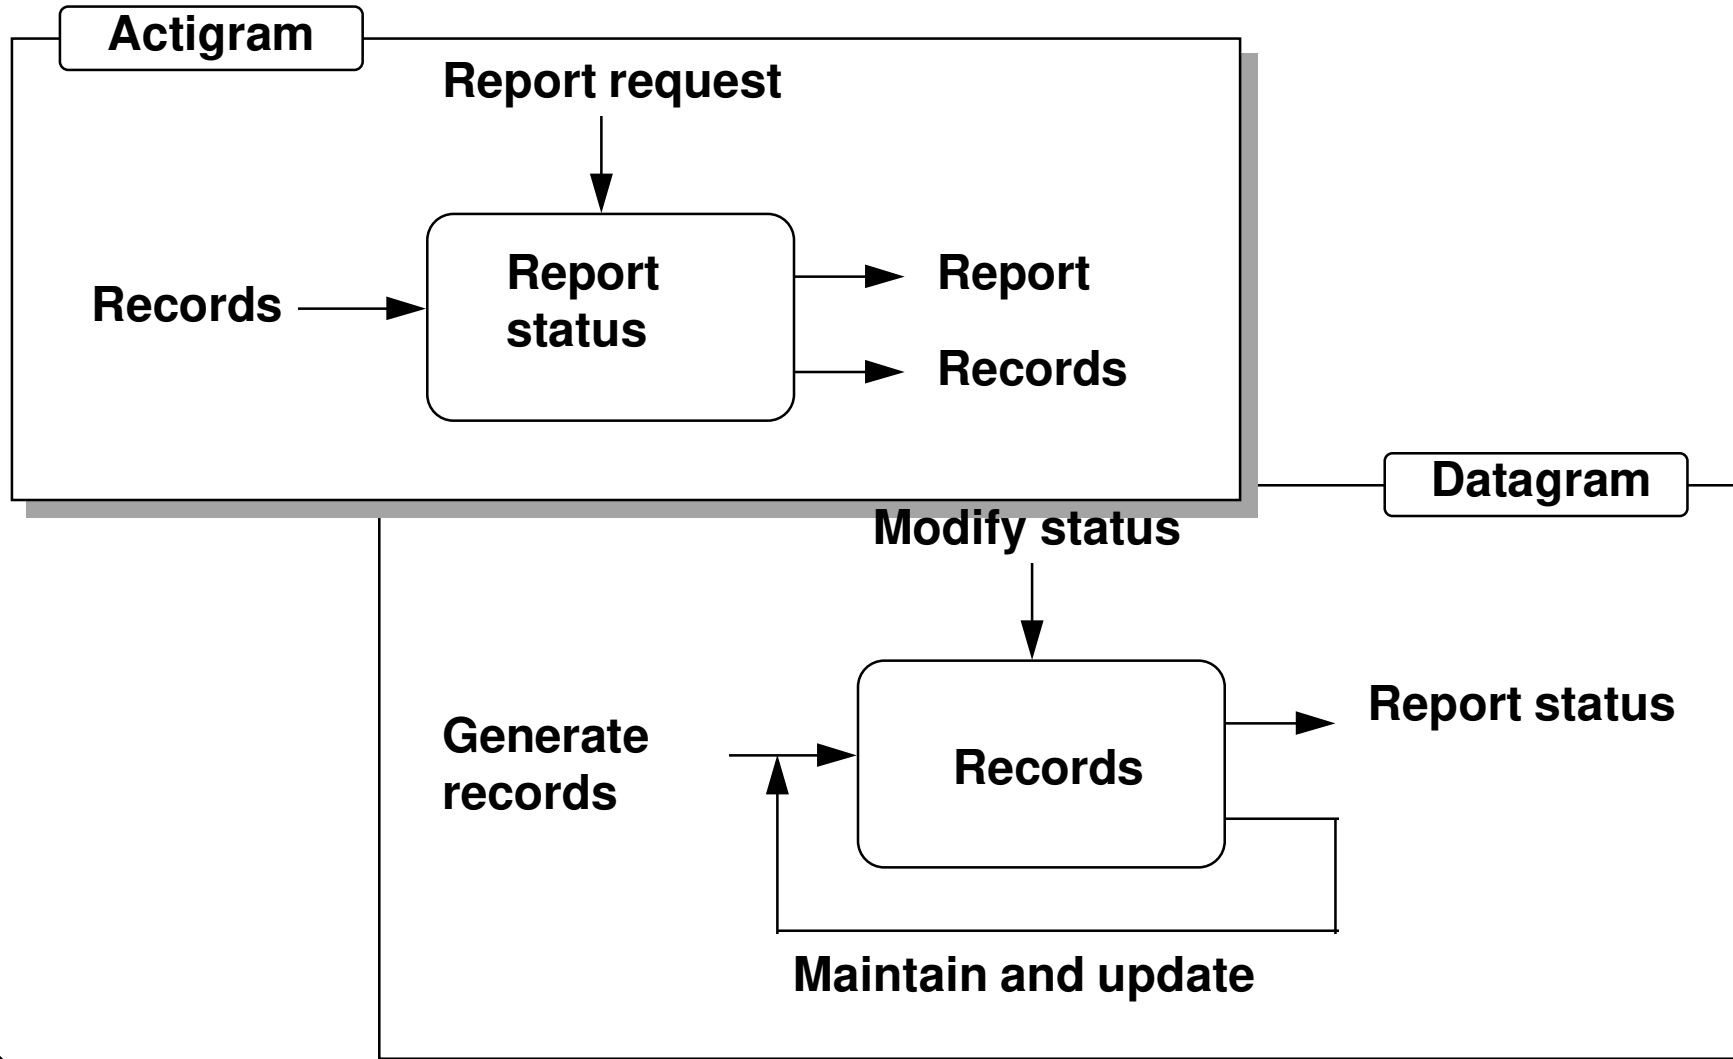 Actigram
Report request
Records
Report
status
Report
Records
Datagram
Modify status
Generate
records
Records
Report status
Maintain and update